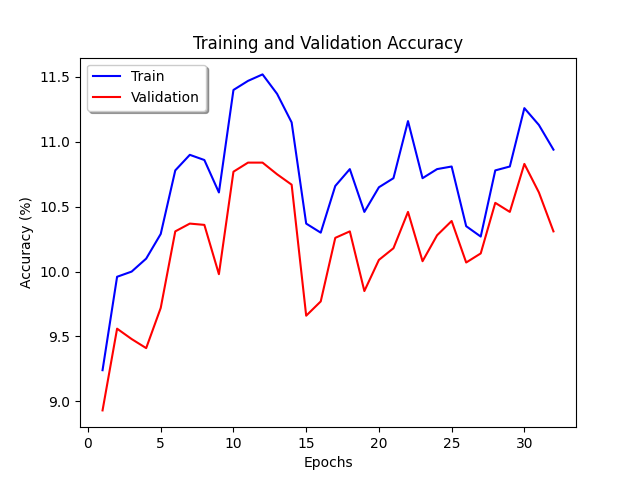 Training and Validation Accuracy
Train
Validation
11.5
11.0
10.5
10.0
9.5
9.0
Accuracy (%)
0 5 10 15 20 25 30
Epochs